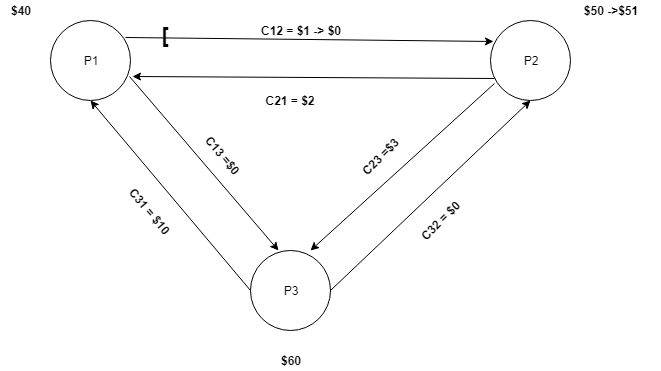 $40
$50 ->$51
C12 = $1 -> $0
[
P1
P2
C21 = $2
C13 =$0
C23 =$3
C31 = $10
C32 = $0
P3
$60